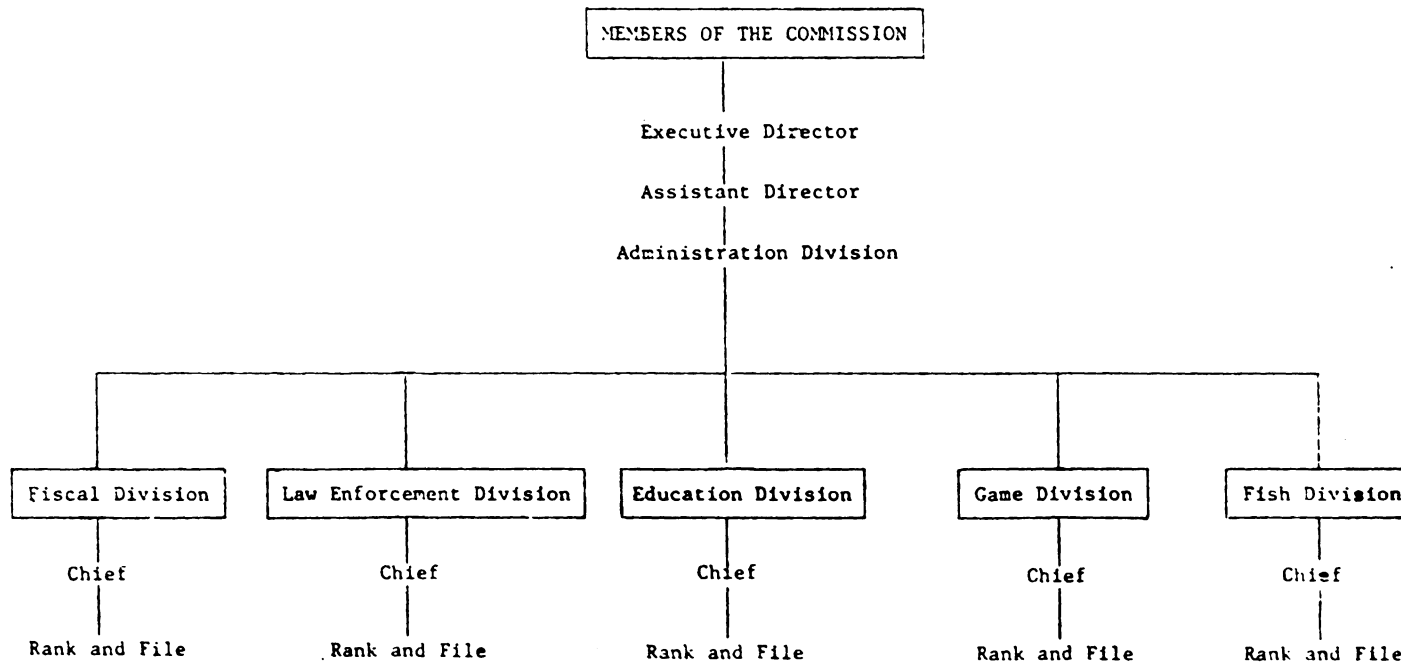 MEMBERS OF THE COMMISSION
Executive Director
Assistant Director
Administration Division
Fiscal Division
Law Enforcement Division
Education Division
Game Division
Fish Division
Chief
Chief
Chief
Chief
Chief
Rank and File
Rank and File
Rank and File
Rank and File
Rank and File